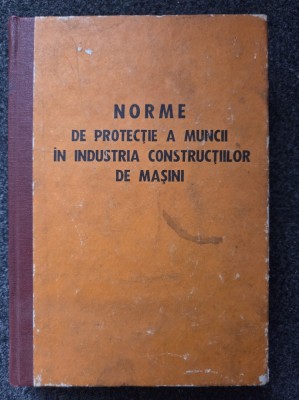 NORME
DE PROTECȚIE A MUNCII
ÎN INDUSTRIA CONSTRUCȚIILOR
DE MAȘINI